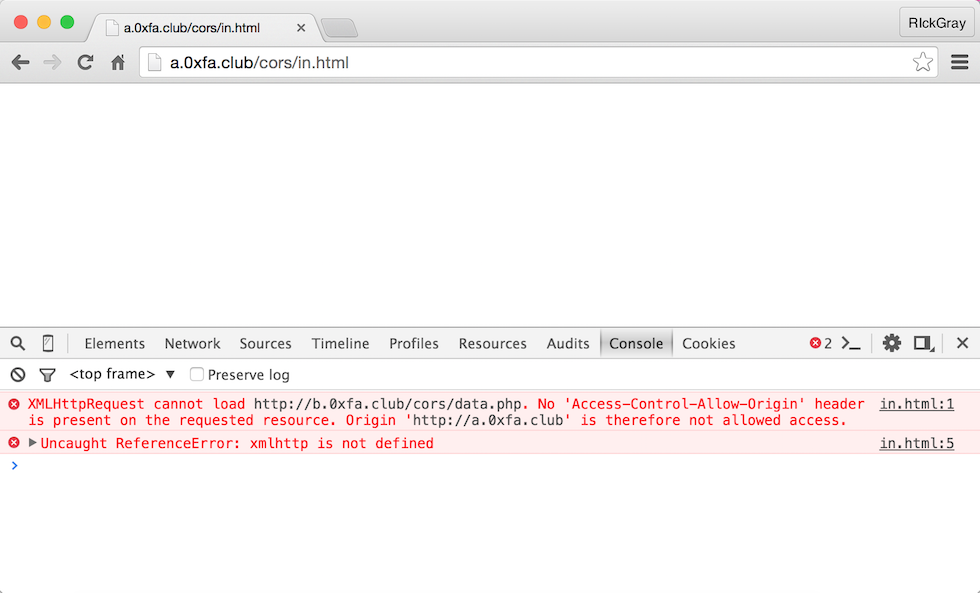 a.0xfa.club/cors/in.html
RIckGray
a.0xfa.club/cors/in.html
Elements Network Sources Timeline Profiles Resources Audits Console Cookies 2
<top frame> Preserve log
XMLHttpRequest cannot load http://b.0xfa.club/cors/data.php. No 'Access-Control-Allow-Origin' header in.html:1
is present on the requested resource. Origin 'http://a.0xfa.club' is therefore not allowed access.
Uncaught ReferenceError: xmlhttp is not defined in.html:5